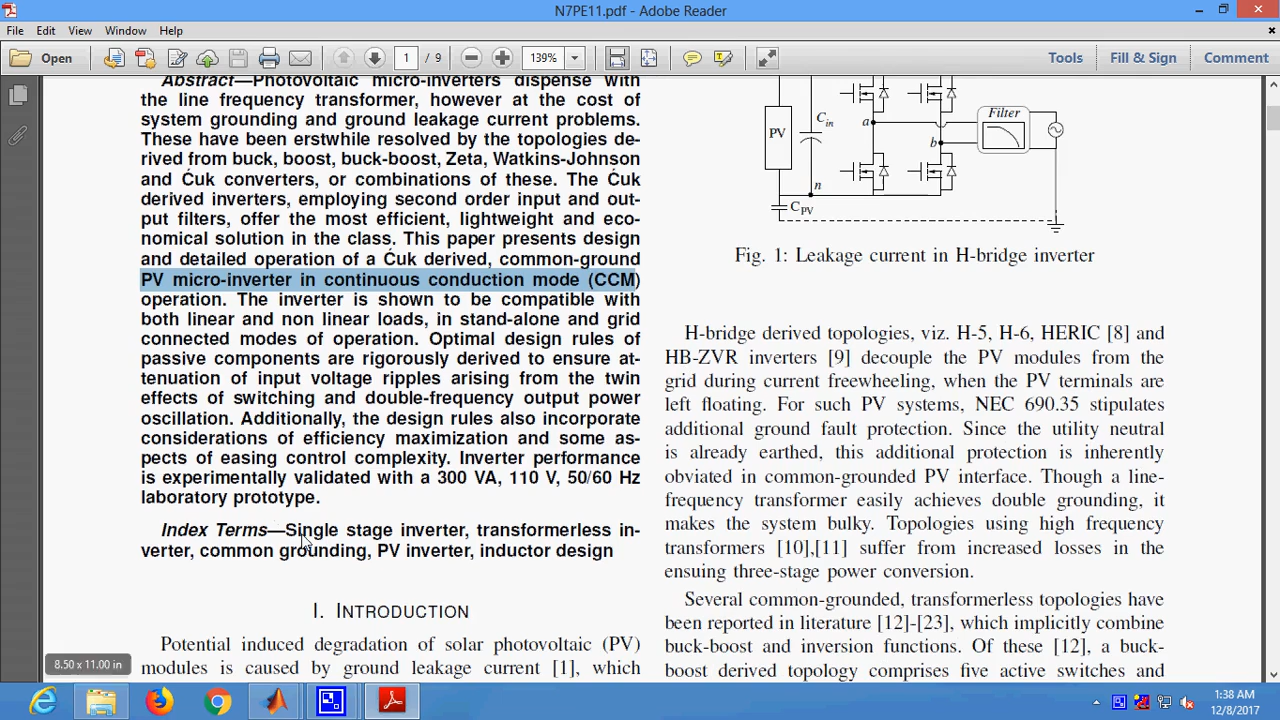 N7PE11.pdf - Adobe Reader
File Edit View Window Help
Open 1 / 9 139% Tools Fill & Sign Comment
Abstract—Photovoltaic micro-inverters dispense with
the line frequency transformer, however at the cost of
system grounding and ground leakage current problems.
These have been erstwhile resolved by the topologies de-
rived from buck, boost, buck-boost, Zeta, Watkins-Johnson
and Ćuk converters, or combinations of these. The Ćuk
derived inverters, employing second order input and out-
put filters, offer the most efficient, lightweight and eco-
nomical solution in the class. This paper presents design
and detailed operation of a Ćuk derived, common-ground
PV micro-inverter in continuous conduction mode (CCM)
operation. The inverter is shown to be compatible with
both linear and non linear loads, in stand-alone and grid
connected modes of operation. Optimal design rules of
passive components are rigorously derived to ensure at-
tenuation of input voltage ripples arising from the twin
effects of switching and double-frequency output power
oscillation. Additionally, the design rules also incorporate
considerations of efficiency maximization and some as-
pects of easing control complexity. Inverter performance
is experimentally validated with a 300 VA, 110 V, 50/60 Hz
laboratory prototype.
Index Terms—Single stage inverter, transformerless in-
verter, common grounding, PV inverter, inductor design
I. INTRODUCTION
Potential induced degradation of solar photovoltaic (PV)
modules is caused by ground leakage current [1], which
8.50 x 11.00 in
PV
Cin
a
b
n
CPV
Filter
Fig. 1: Leakage current in H-bridge inverter
H-bridge derived topologies, viz. H-5, H-6, HERIC [8] and
HB-ZVR inverters [9] decouple the PV modules from the
grid during current freewheeling, when the PV terminals are
left floating. For such PV systems, NEC 690.35 stipulates
additional ground fault protection. Since the utility neutral
is already earthed, this additional protection is inherently
obviated in common-grounded PV interface. Though a line-
frequency transformer easily achieves double grounding, it
makes the system bulky. Topologies using high frequency
transformers [10],[11] suffer from increased losses in the
ensuing three-stage power conversion.
Several common-grounded, transformerless topologies have
been reported in literature [12]-[23], which implicitly combine
buck-boost and inversion functions. Of these [12], a buck-
boost derived topology comprises five active switches and
1:38 AM
12/8/2017